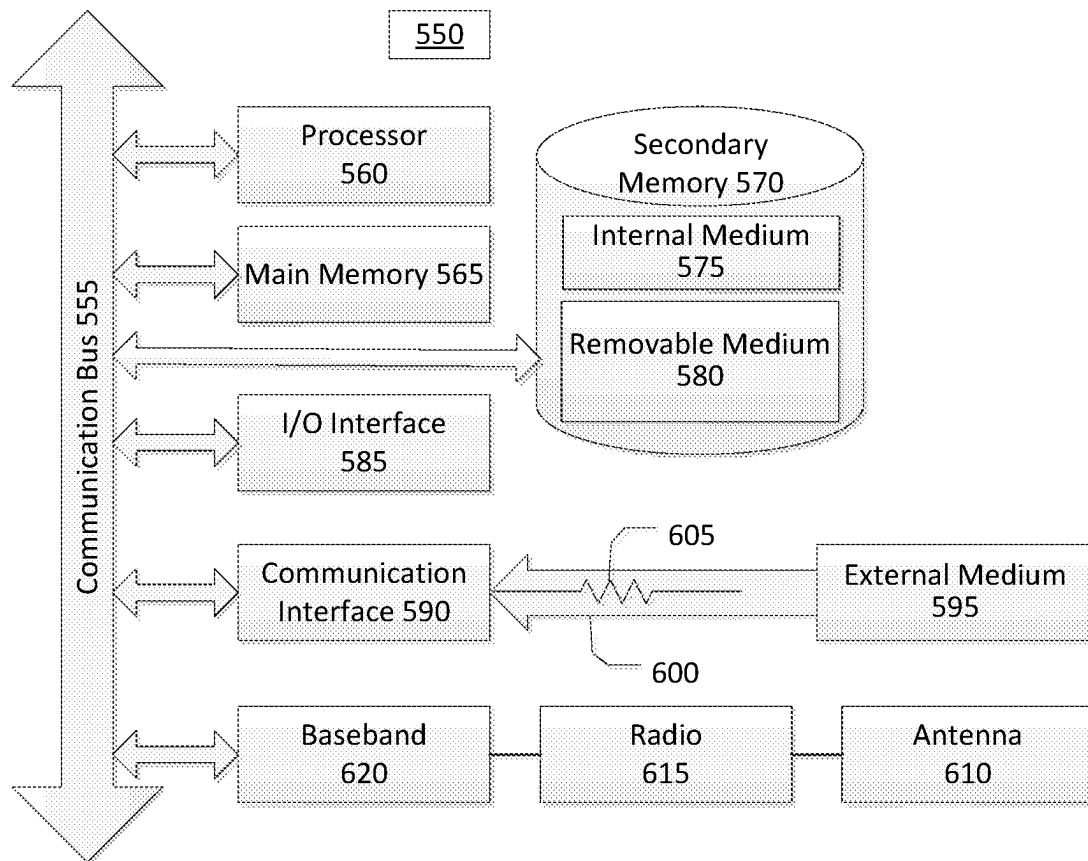 550
Communication Bus 555
Processor
560
Main Memory 565
Secondary
Memory 570
Internal Medium
575
Removable Medium
580
I/O Interface
585
Communication
Interface 590
605
600
External Medium
595
Baseband
620
Radio
615
Antenna
610